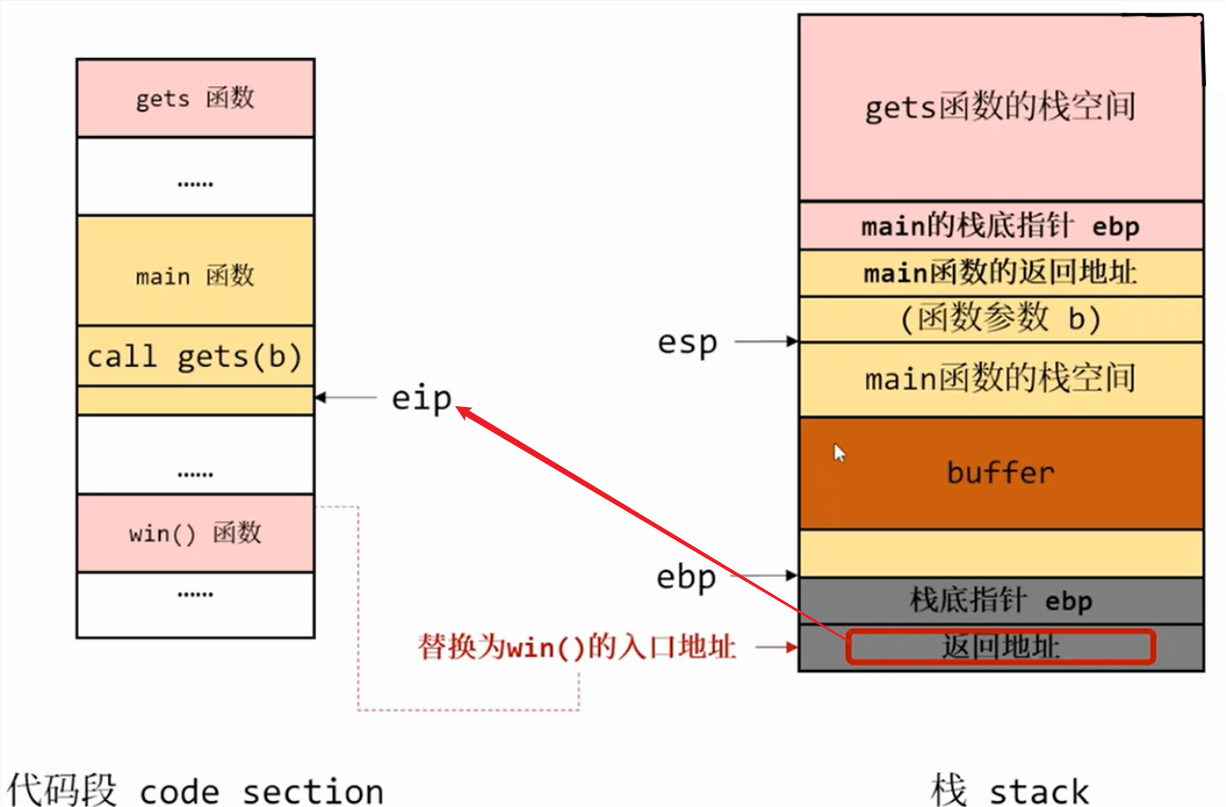 gets 函数
……
main 函数
call gets(b)
……
win() 函数
……
eip
esp
ebp
替换为win()的入口地址
gets函数的栈空间
main的栈底指针 ebp
main函数的返回地址
(函数参数 b)
main函数的栈空间
buffer
栈底指针 ebp
返回地址
代码段 code section
栈 stack